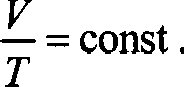 V/T = const.